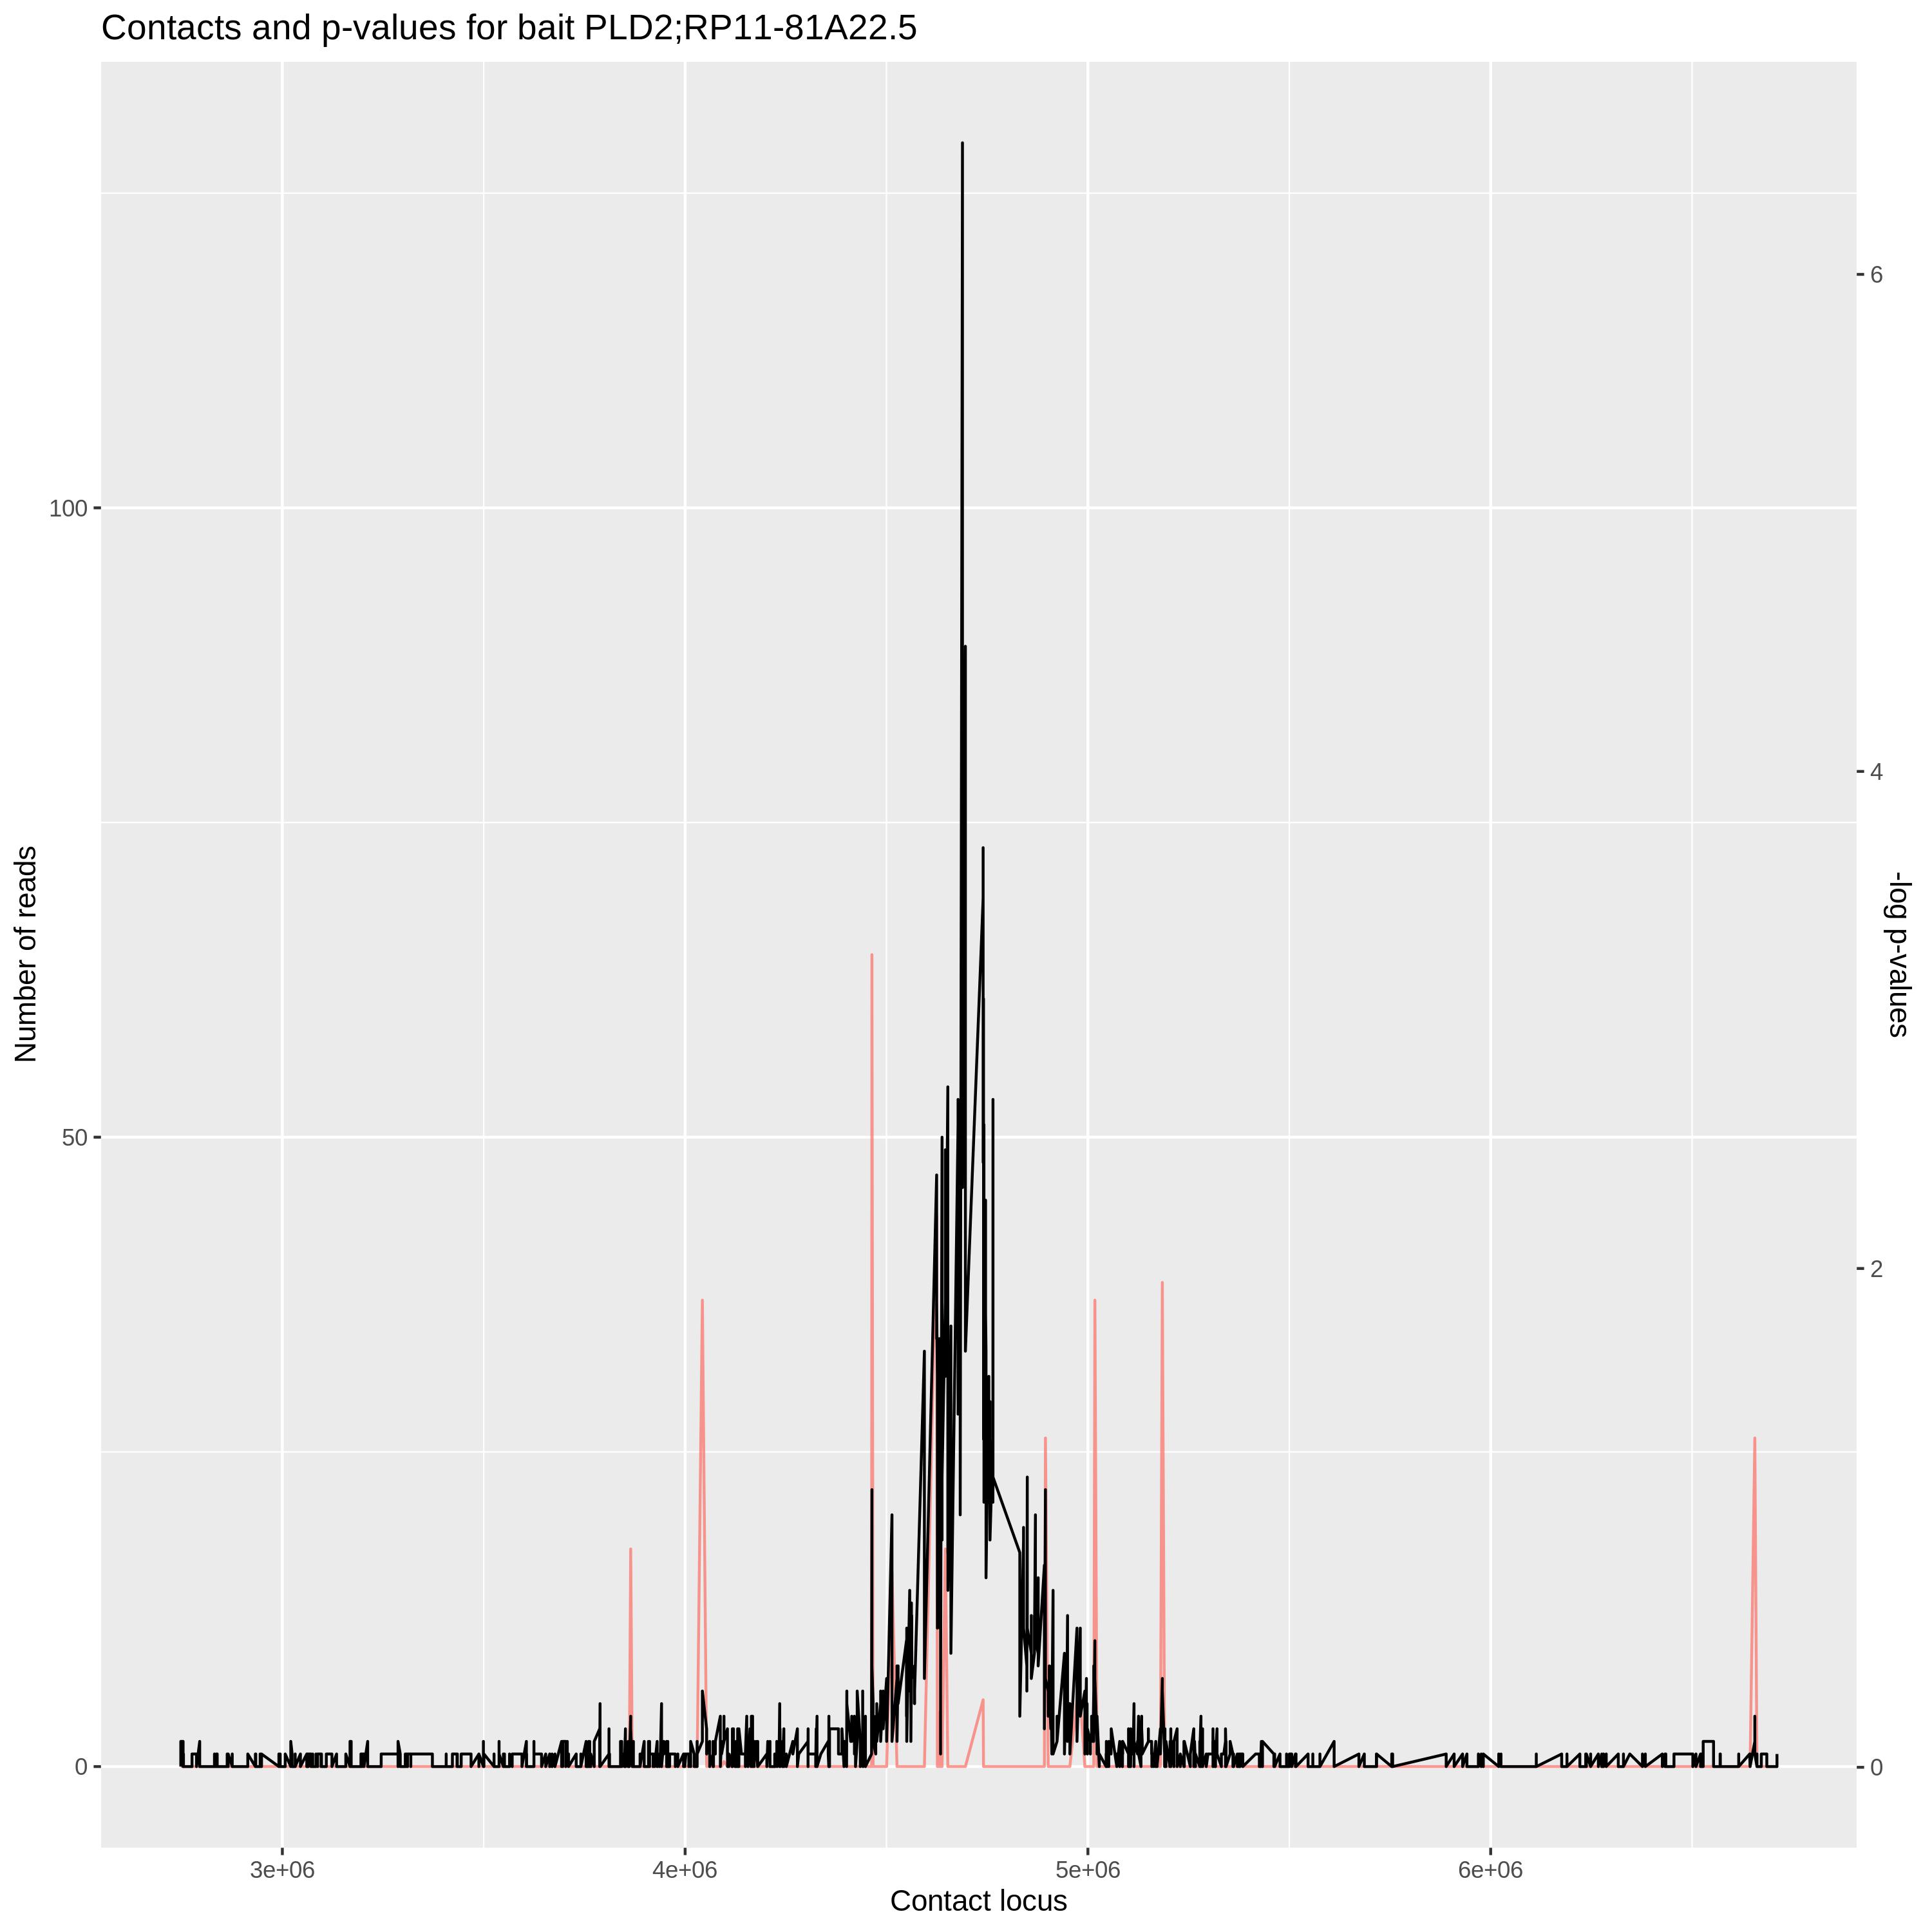 Contacts and p-values for bait PLD2;RP11-81A22.5
Number of reads
100
50
0
6
4
2
0
-log p-values
3e+06
4e+06
5e+06
6e+06
Contact locus